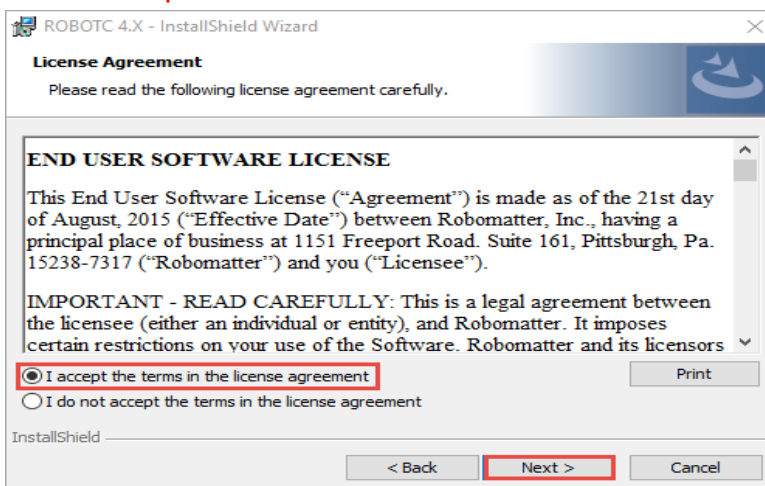 ROBOTC 4.X - InstallShield Wizard
License Agreement
Please read the following license agreement carefully.
END USER SOFTWARE LICENSE
This End User Software License (“Agreement”) is made as of the 21st day
of August, 2015 (“Effective Date”) between Robomatter, Inc., having a
principal place of business at 1151 Freeport Road. Suite 161, Pittsburgh, Pa.
15238-7317 (“Robomatter”) and you (“Licensee”).
IMPORTANT - READ CAREFULLY: This is a legal agreement between
the licensee (either an individual or entity), and Robomatter. It imposes
certain restrictions on your use of the Software. Robomatter and its licensors
I accept the terms in the license agreement
Print
I do not accept the terms in the license agreement
InstallShield
< Back
Next >
Cancel